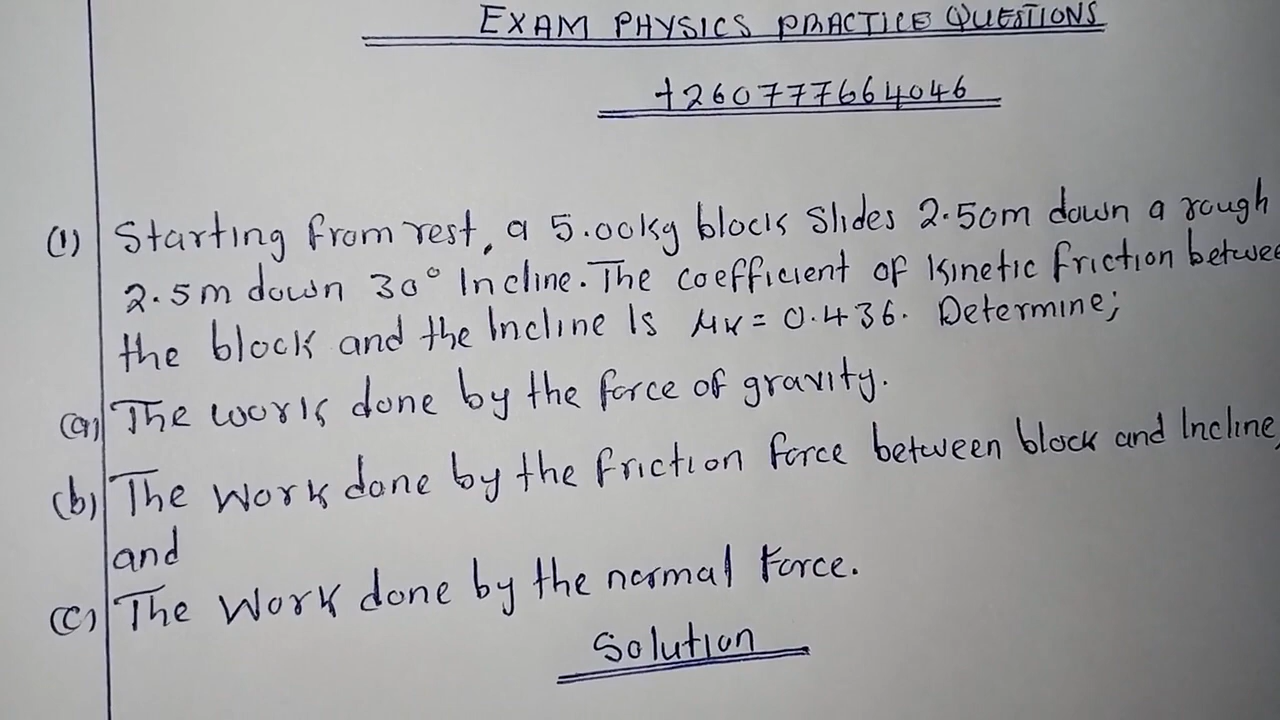 EXAM PHYSICS PRACTICE QUESTIONS
+260777664046
(1) Starting from rest, a 5.00kg block Slides 2.50m down a rough
2.5m down 30° Incline. The coefficient of kinetic friction betwee
the block and the Incline Is μk = 0.436. Determine;
(a) The work done by the force of gravity.
(b) The Work done by the friction force between block and Incline,
and
(c) The Work done by the normal Force.
Solution